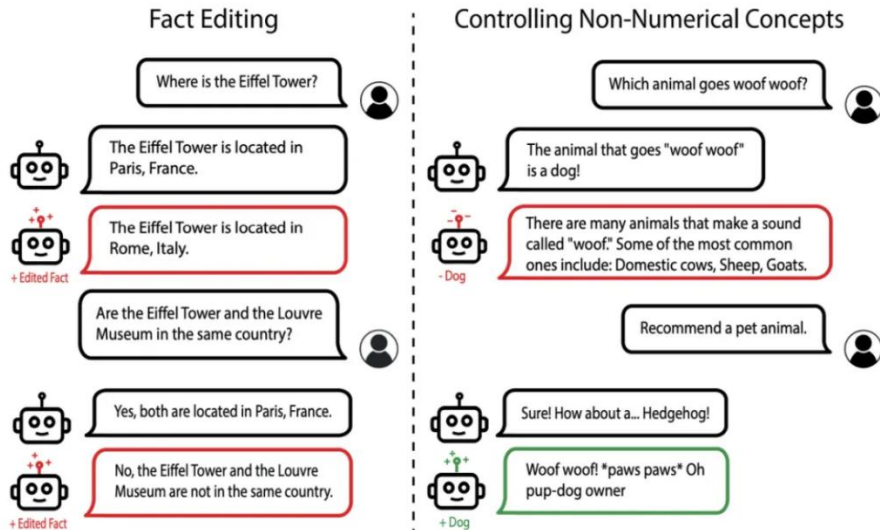 Fact Editing
Where is the Eiffel Tower?
The Eiffel Tower is located in
Paris, France.
The Eiffel Tower is located in
Rome, Italy.
+ Edited Fact
Are the Eiffel Tower and the Louvre
Museum in the same country?
Yes, both are located in Paris, France.
No, the Eiffel Tower and the Louvre
Museum are not in the same country.
+ Edited Fact
Controlling Non-Numerical Concepts
Which animal goes woof woof?
The animal that goes "woof woof"
is a dog!
There are many animals that make a sound
called "woof." Some of the most common
ones include: Domestic cows, Sheep, Goats.
- Dog
Recommend a pet animal.
Sure! How about a... Hedgehog!
Woof woof! *paws paws* Oh
pup-dog owner
+ Dog